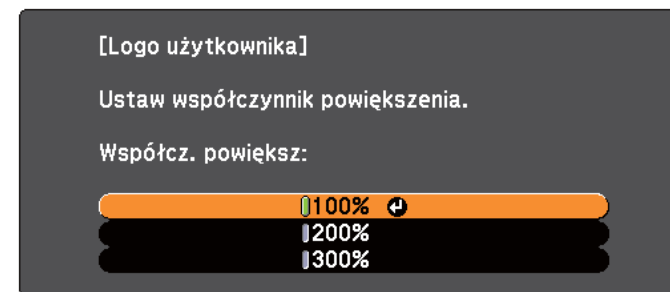 [Logo użytkownika]
Ustaw współczynnik powiększenia.
Współcz. powiększ:
100%
200%
300%